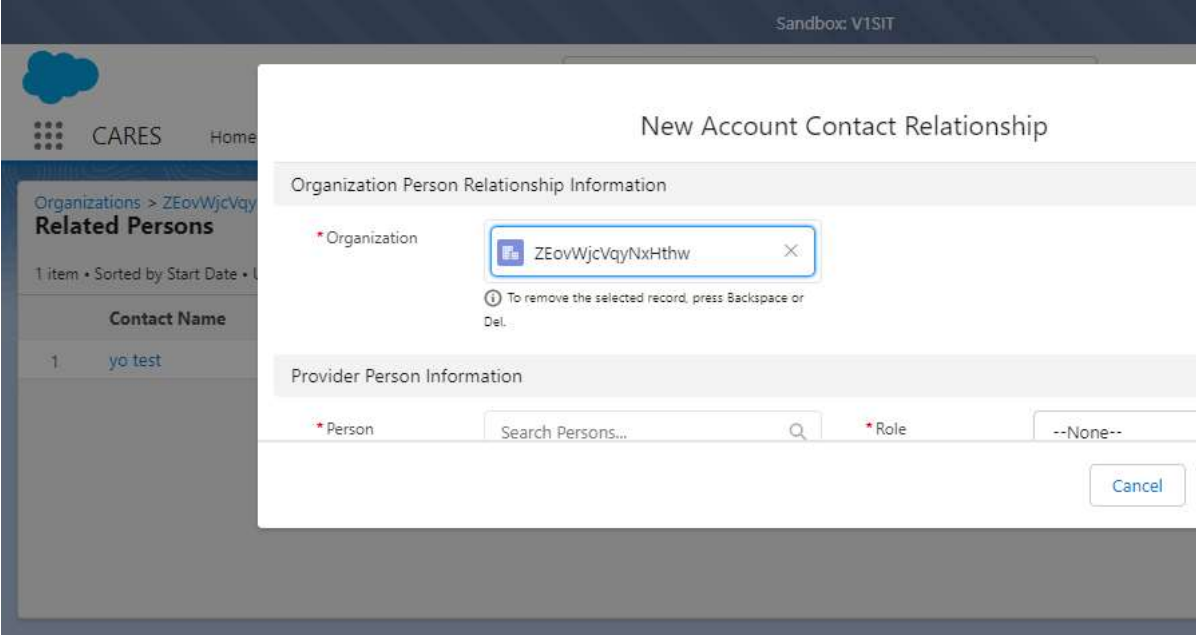 Sandbox: V1SIT
CARES Home
New Account Contact Relationship
Organizations > ZEovWjcVqy
Related Persons
1 item • Sorted by Start Date •
Contact Name
1 yo test
Organization Person Relationship Information
*Organization
ZEovWjcVqyNxHthw
To remove the selected record, press Backspace or
Del.
Provider Person Information
*Person Search Persons... *Role --None--
Cancel